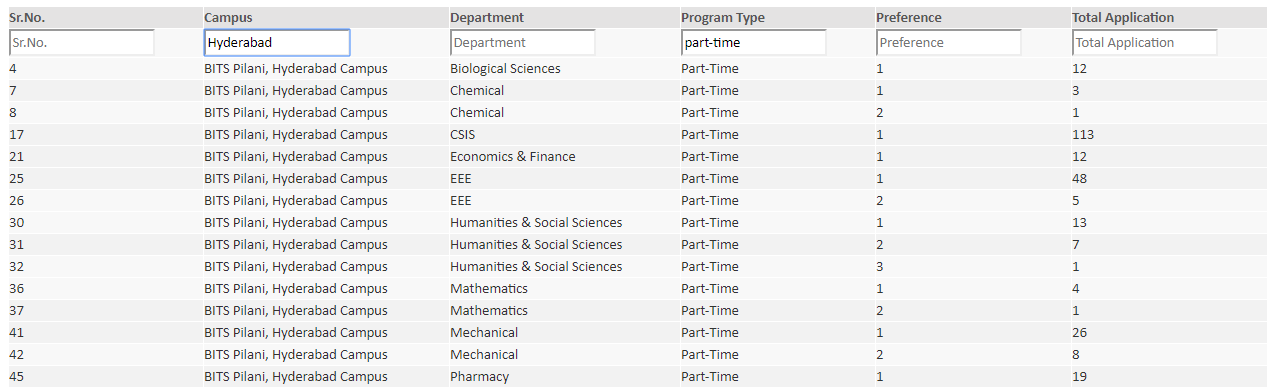 Sr.No. Campus Department Program Type Preference Total Application
Sr.No. Hyderabad Department part-time Preference Total Application
4 BITS Pilani, Hyderabad Campus Biological Sciences Part-Time 1 12
7 BITS Pilani, Hyderabad Campus Chemical Part-Time 1 3
8 BITS Pilani, Hyderabad Campus Chemical Part-Time 2 1
17 BITS Pilani, Hyderabad Campus CSIS Part-Time 1 113
21 BITS Pilani, Hyderabad Campus Economics & Finance Part-Time 1 12
25 BITS Pilani, Hyderabad Campus EEE Part-Time 1 48
26 BITS Pilani, Hyderabad Campus EEE Part-Time 2 5
30 BITS Pilani, Hyderabad Campus Humanities & Social Sciences Part-Time 1 13
31 BITS Pilani, Hyderabad Campus Humanities & Social Sciences Part-Time 2 7
32 BITS Pilani, Hyderabad Campus Humanities & Social Sciences Part-Time 3 1
36 BITS Pilani, Hyderabad Campus Mathematics Part-Time 1 4
37 BITS Pilani, Hyderabad Campus Mathematics Part-Time 2 1
41 BITS Pilani, Hyderabad Campus Mechanical Part-Time 1 26
42 BITS Pilani, Hyderabad Campus Mechanical Part-Time 2 8
45 BITS Pilani, Hyderabad Campus Pharmacy Part-Time 1 19